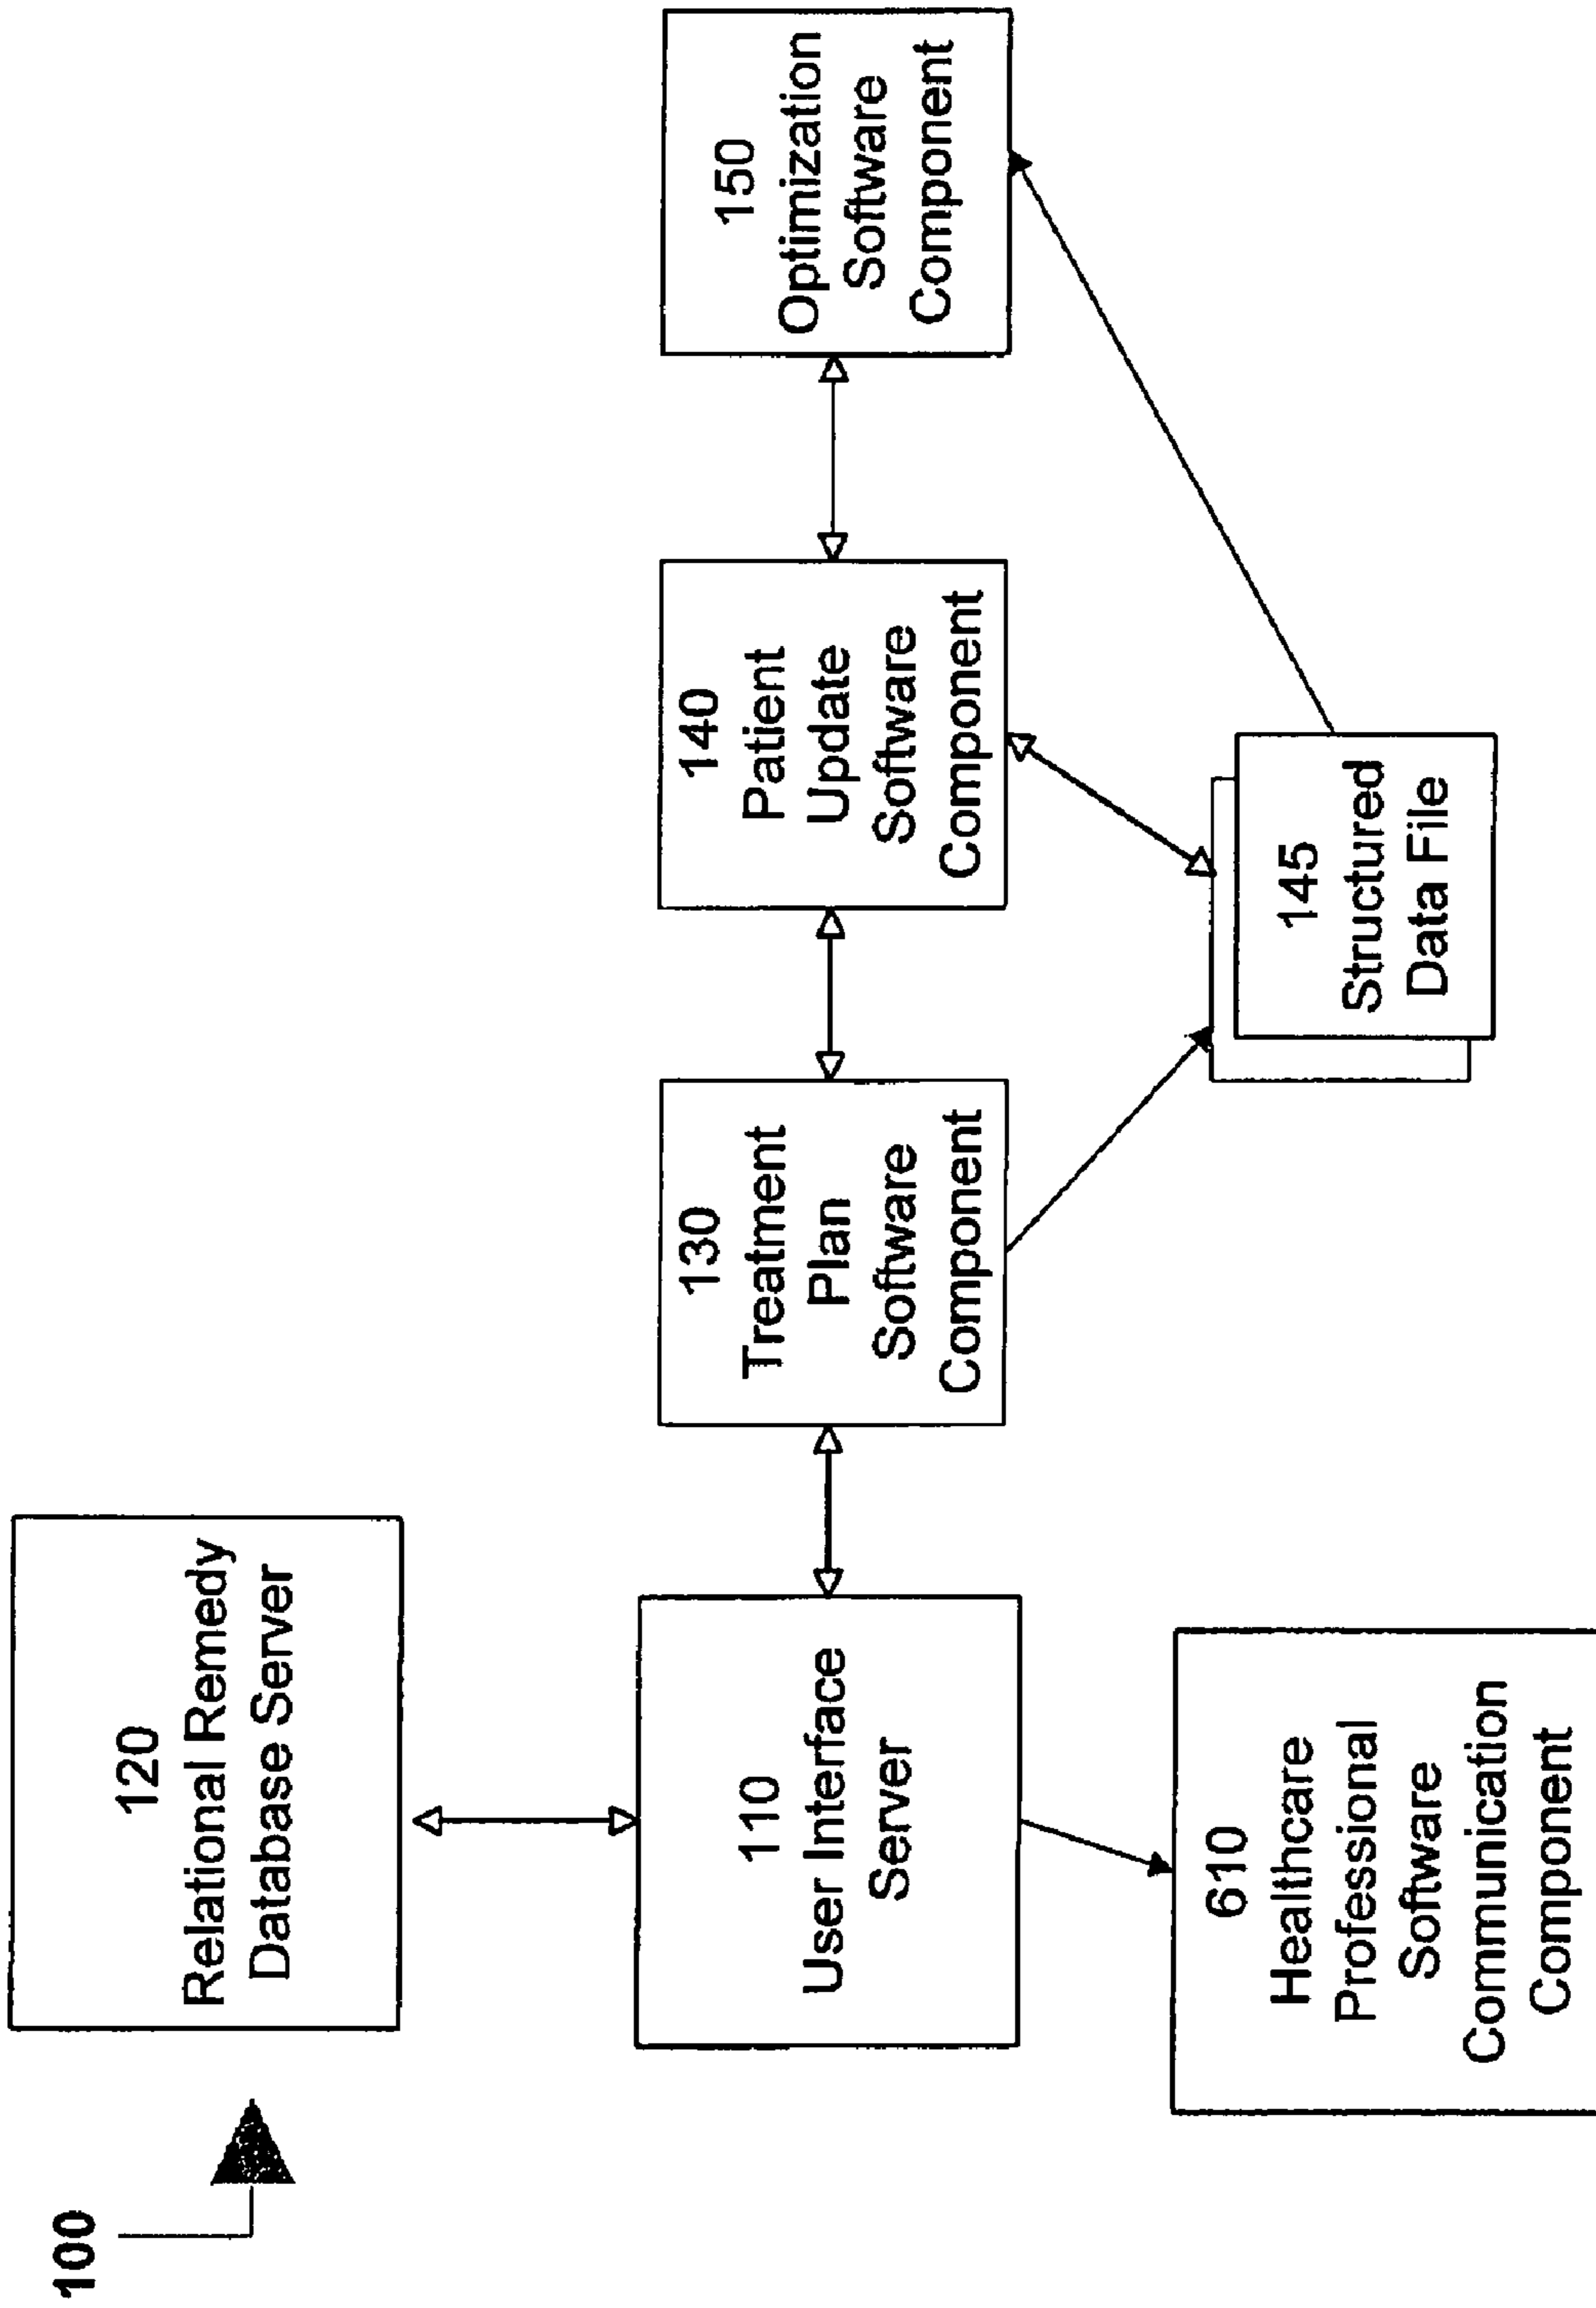 100
120
Relational Remedy
Database Server
110
User Interface
Server
610
Healthcare
Professional
Software
Communication
Component
130
Treatment
Plan
Software
Component
140
Patient
Update
Software
Component
150
Optimization
Software
Component
145
Structured
Data File